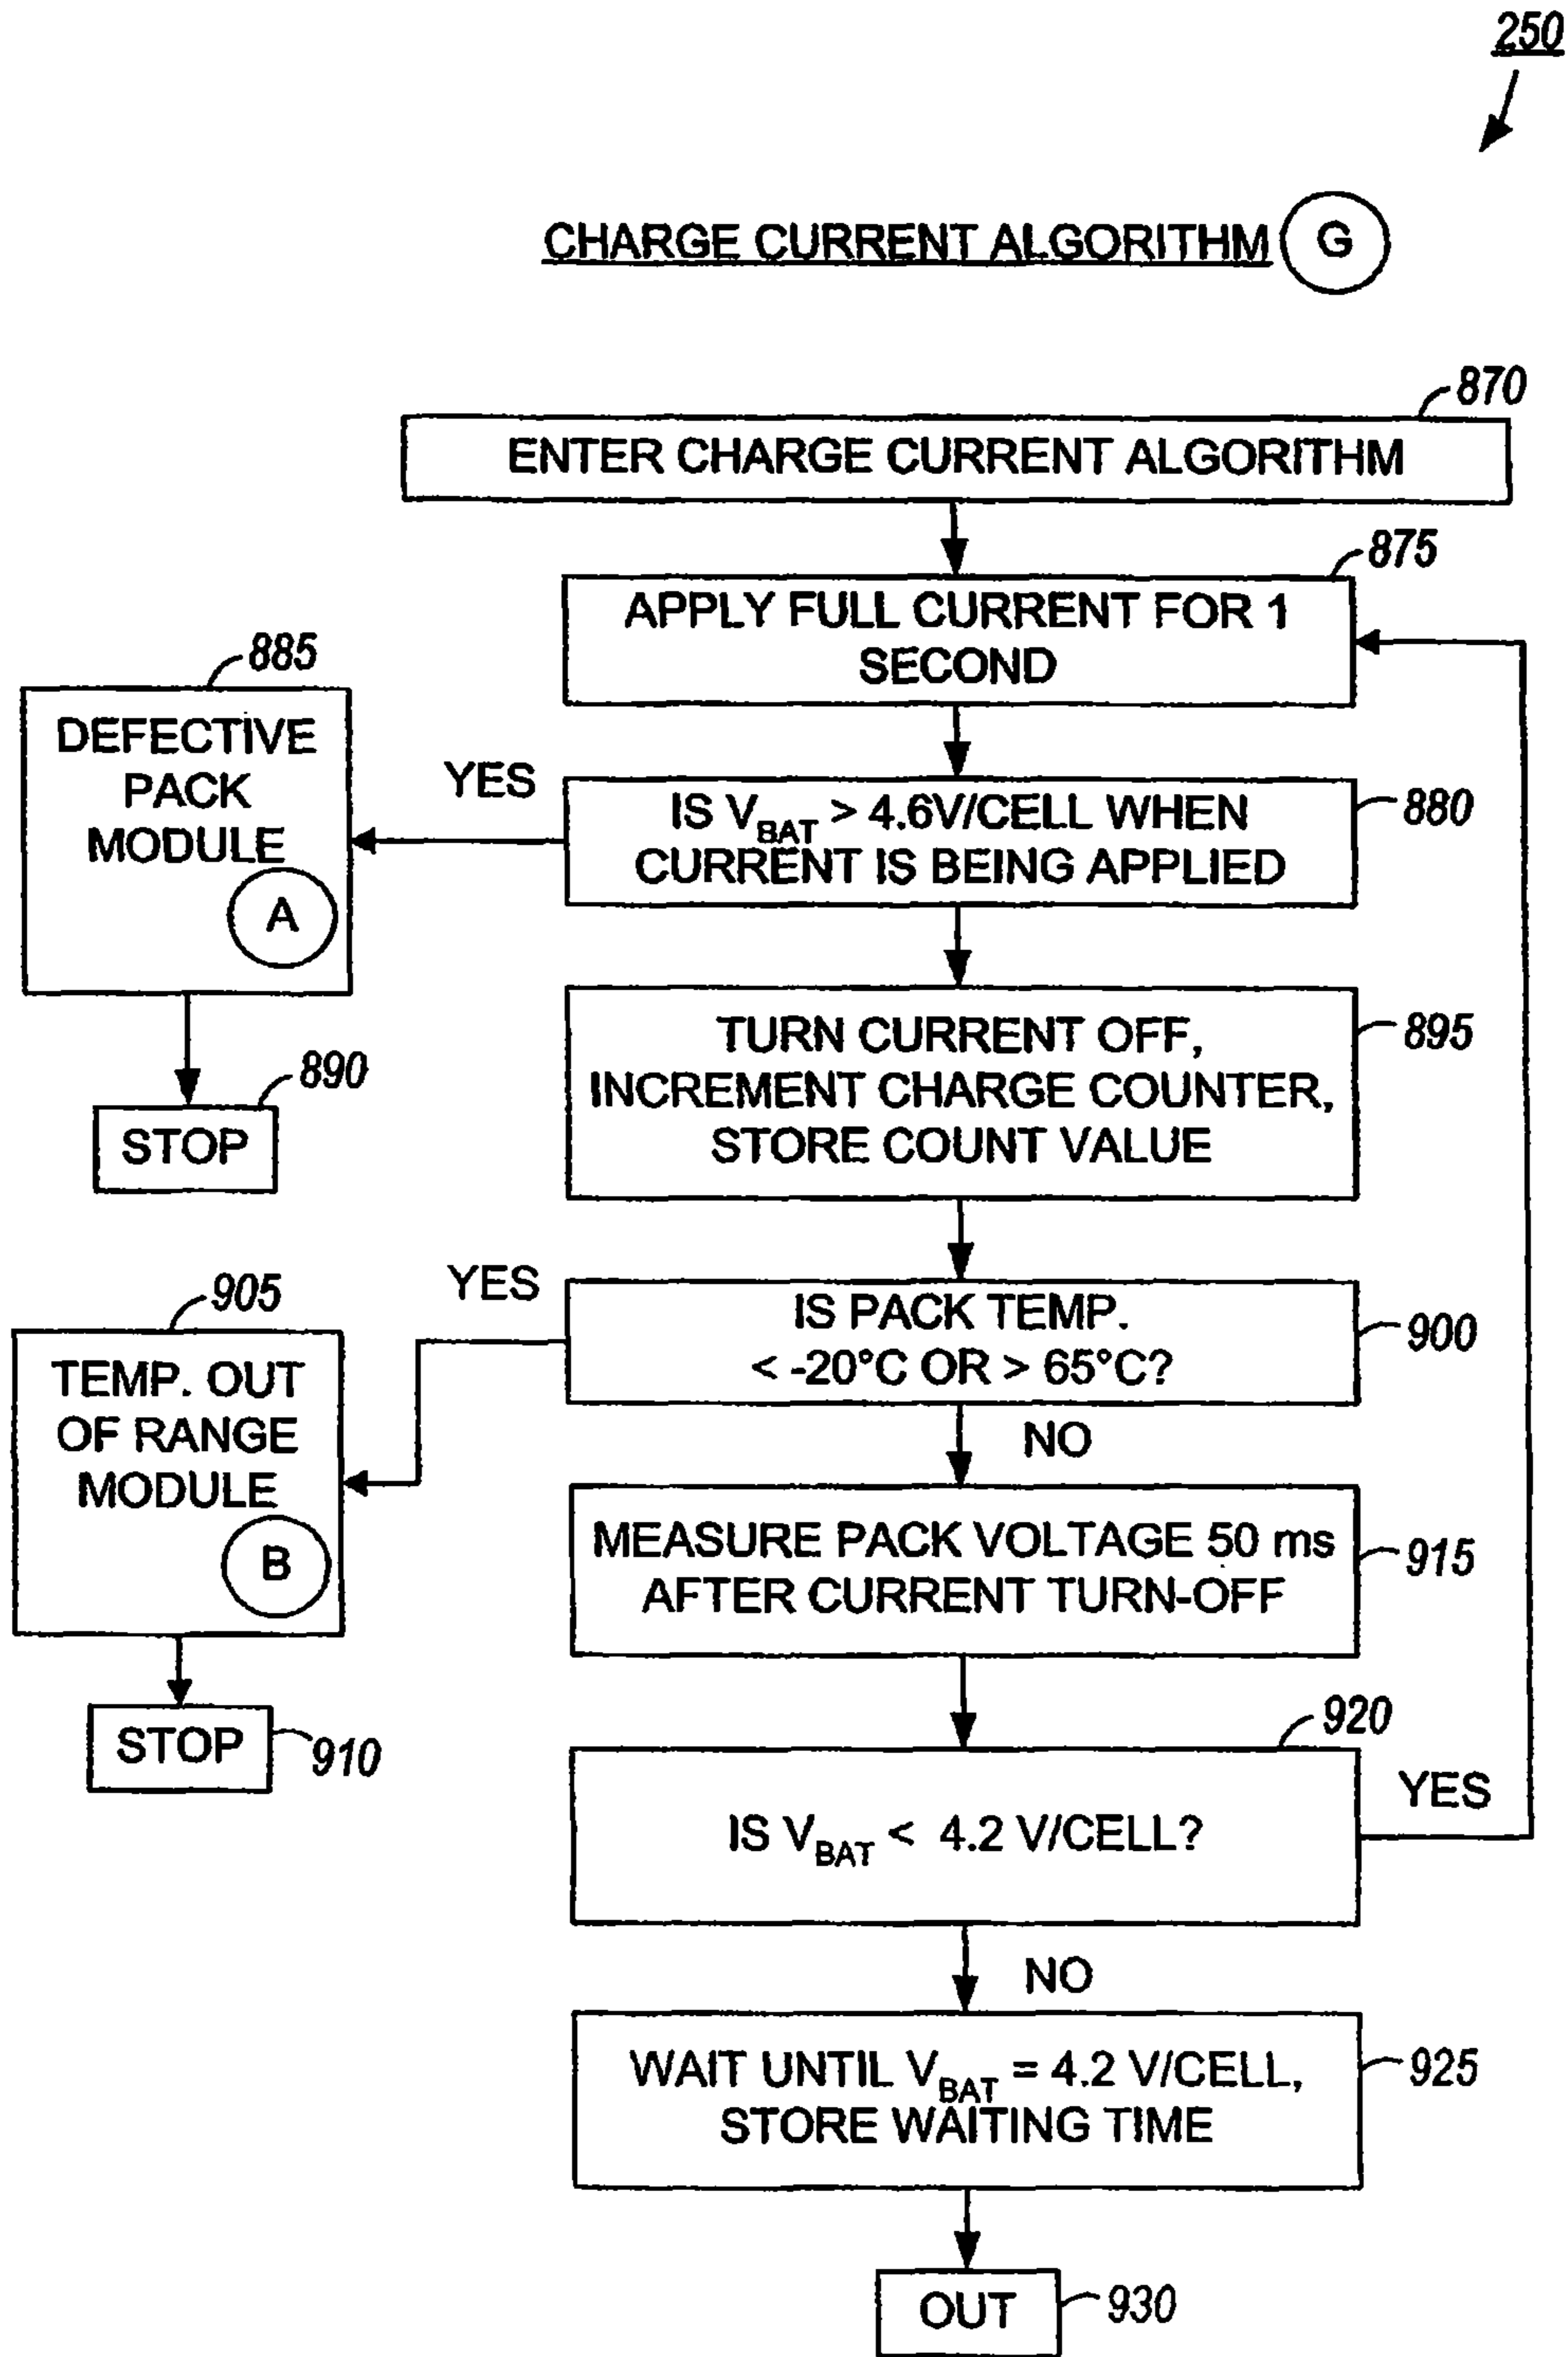 250
CHARGE CURRENT ALGORITHM G
870
ENTER CHARGE CURRENT ALGORITHM
875
APPLY FULL CURRENT FOR 1
SECOND
885
DEFECTIVE
PACK
MODULE
A
YES
IS VBAT > 4.6V/CELL WHEN
CURRENT IS BEING APPLIED
880
890
STOP
TURN CURRENT OFF,
INCREMENT CHARGE COUNTER,
STORE COUNT VALUE
895
905
TEMP. OUT
OF RANGE
MODULE
B
YES
IS PACK TEMP.
< -20°C OR > 65°C?
900
NO
STOP
910
MEASURE PACK VOLTAGE 50 ms
AFTER CURRENT TURN-OFF
915
920
IS VBAT < 4.2 V/CELL?
YES
NO
WAIT UNTIL VBAT = 4.2 V/CELL,
STORE WAITING TIME
925
OUT
930